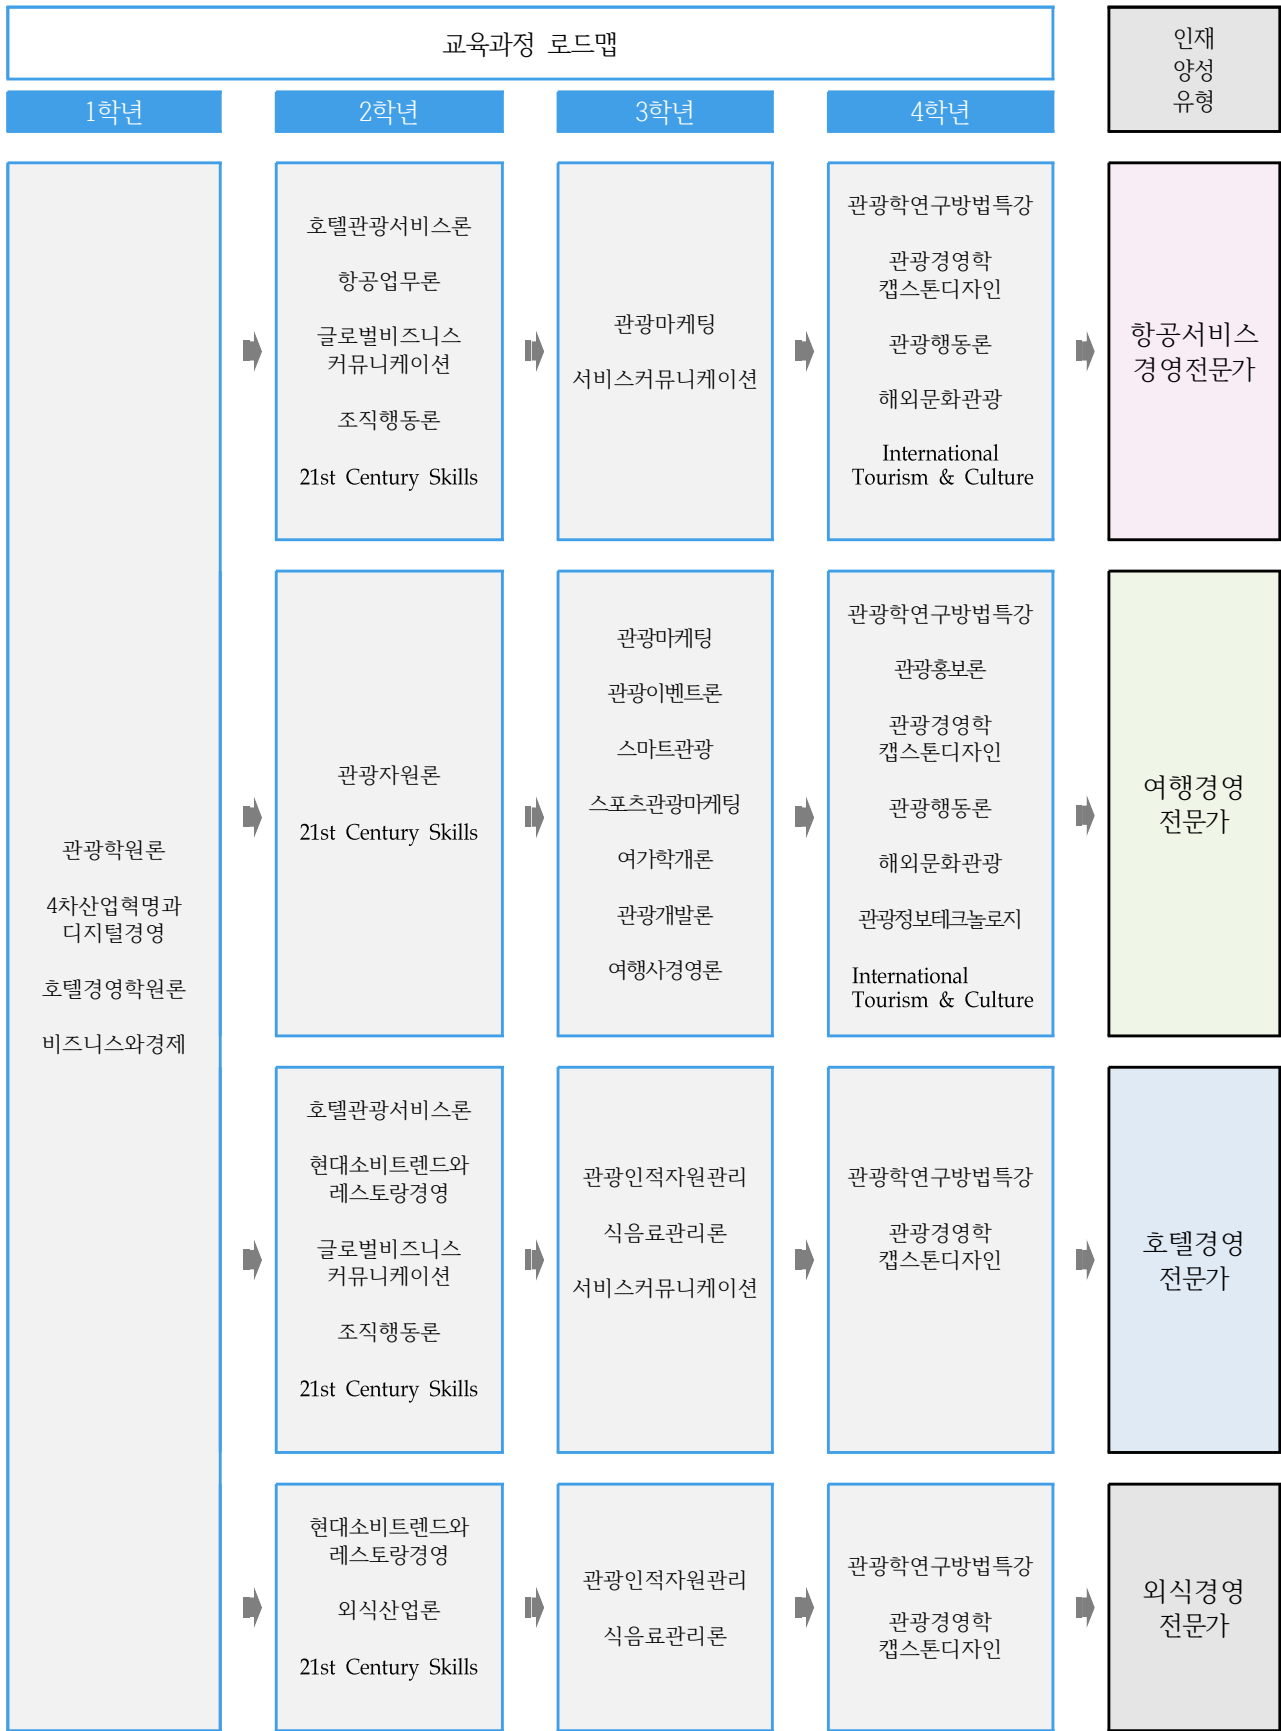 교육과정 로드맵
인재
양성
유형
1학년
2학년
3학년
4학년
관광학원론
4차산업혁명과
디지털경영
호텔경영학원론
비즈니스와경제
호텔관광서비스론
항공업무론
글로벌비즈니스
커뮤니케이션
조직행동론
21st Century Skills
관광마케팅
서비스커뮤니케이션
관광학연구방법특강
관광경영학
캡스톤디자인
관광행동론
해외문화관광
International
Tourism & Culture
항공서비스
경영전문가
관광자원론
21st Century Skills
관광마케팅
관광이벤트론
스마트관광
스포츠관광마케팅
여가학개론
관광개발론
여행사경영론
관광학연구방법특강
관광홍보론
관광경영학
캡스톤디자인
관광행동론
해외문화관광
관광정보테크놀로지
International
Tourism & Culture
여행경영
전문가
호텔관광서비스론
현대소비트렌드와
레스토랑경영
글로벌비즈니스
커뮤니케이션
조직행동론
21st Century Skills
관광인적자원관리
식음료관리론
서비스커뮤니케이션
관광학연구방법특강
관광경영학
캡스톤디자인
호텔경영
전문가
현대소비트렌드와
레스토랑경영
외식산업론
21st Century Skills
관광인적자원관리
식음료관리론
관광학연구방법특강
관광경영학
캡스톤디자인
외식경영
전문가